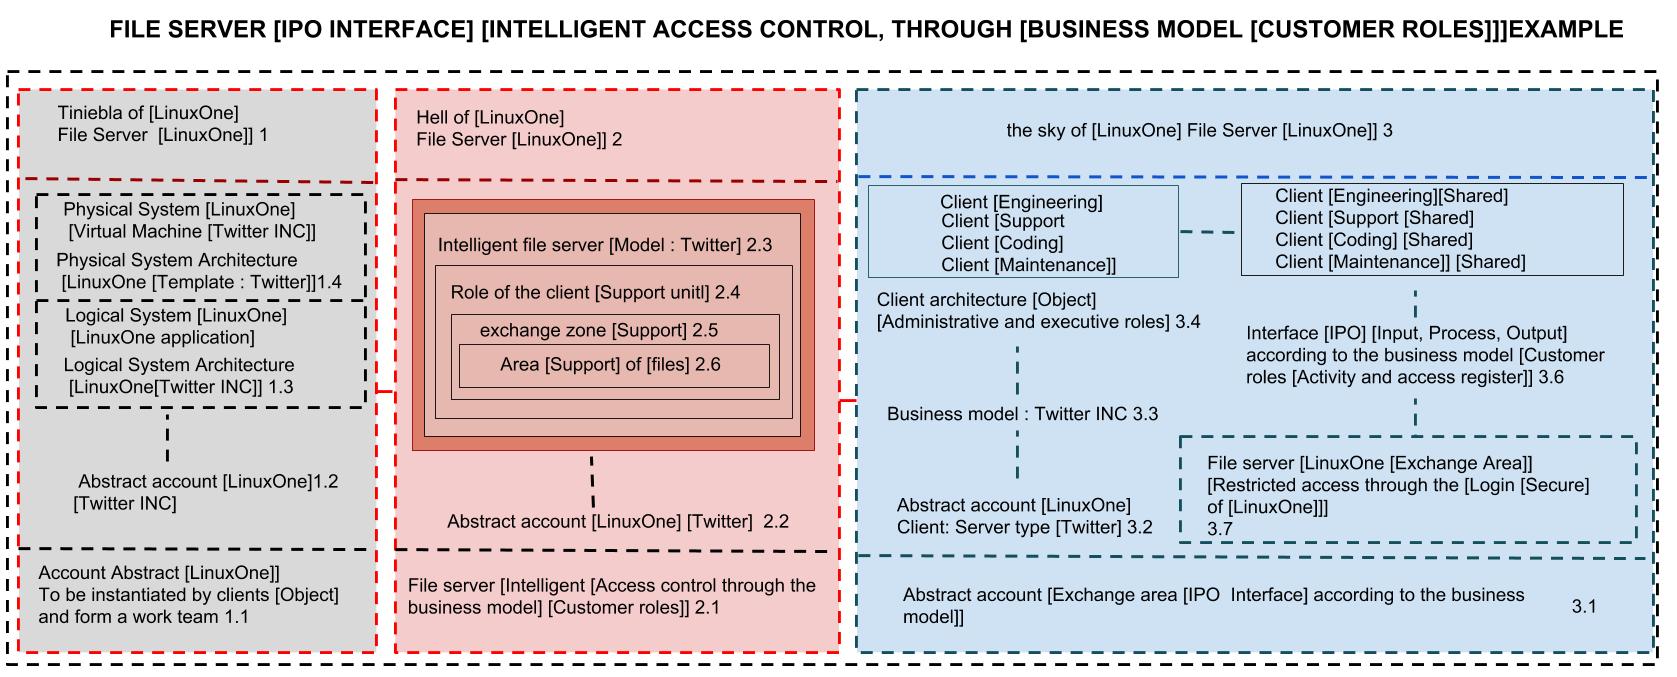 FILE SERVER [IPO INTERFACE] [INTELLIGENT ACCESS CONTROL, THROUGH [BUSINESS MODEL [CUSTOMER ROLES]]]EXAMPLE
Tiniebla of [LinuxOne]
File Server [LinuxOne]] 1
Physical System [LinuxOne]
[Virtual Machine [Twitter INC]]
Physical System Architecture
[LinuxOne [Template : Twitter]]1.4
Logical System [LinuxOne]
[LinuxOne application]
Logical System Architecture
[LinuxOne[Twitter INC]] 1.3
Abstract account [LinuxOne]1.2
[Twitter INC]
Account Abstract [LinuxOne]]
To be instantiated by clients [Object]
and form a work team 1.1
Hell of [LinuxOne]
File Server [LinuxOne]] 2
Intelligent file server [Model : Twitter] 2.3
Role of the client [Support unitl] 2.4
exchange zone [Support] 2.5
Area [Support] of [files] 2.6
Abstract account [LinuxOne] [Twitter] 2.2
File server [Intelligent [Access control through the
business model] [Customer roles]] 2.1
the sky of [LinuxOne] File Server [LinuxOne]] 3
Client [Engineering]
Client [Support
Client [Coding]
Client [Maintenance]]
Client [Engineering][Shared]
Client [Support [Shared]
Client [Coding] [Shared]
Client [Maintenance]] [Shared]
Client architecture [Object]
[Administrative and executive roles] 3.4
Interface [IPO] [Input, Process, Output]
according to the business model [Customer
roles [Activity and access register]] 3.6
Business model : Twitter INC 3.3
File server [LinuxOne [Exchange Area]]
[Restricted access through the [Login [Secure]
of [LinuxOne]]]
3.7
Abstract account [LinuxOne]
Client: Server type [Twitter] 3.2
Abstract account [Exchange area [IPO Interface] according to the business
model]]
3.1